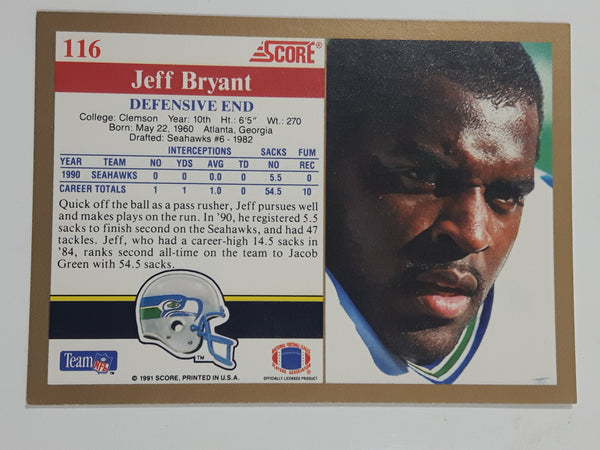 116
SCORE®
Jeff Bryant
DEFENSIVE END
College: Clemson Year: 10th Ht.: 6'5" Wt.: 270
Born: May 22, 1960 Atlanta, Georgia
Drafted: Seahawks #6 - 1982
INTERCEPTIONS SACKS FUM
YEAR TEAM NO YDS AVG TD NO REC
1990 SEAHAWKS 0 0 0.0 0 5.5 0
CAREER TOTALS 1 1 1.0 0 54.5 10
Quick off the ball as a pass rusher, Jeff pursues well
and makes plays on the run. In '90, he registered 5.5
sacks to finish second on the Seahawks, and had 47
tackles. Jeff, who had a career-high 14.5 sacks in
'84, ranks second all-time on the team to Jacob
Green with 54.5 sacks.
TM
Team NFL
© 1991 SCORE, PRINTED IN U.S.A.
NATIONAL FOOTBALL LEAGUE
PLAYERS ASSOCIATION
OFFICIALLY LICENSED PRODUCT